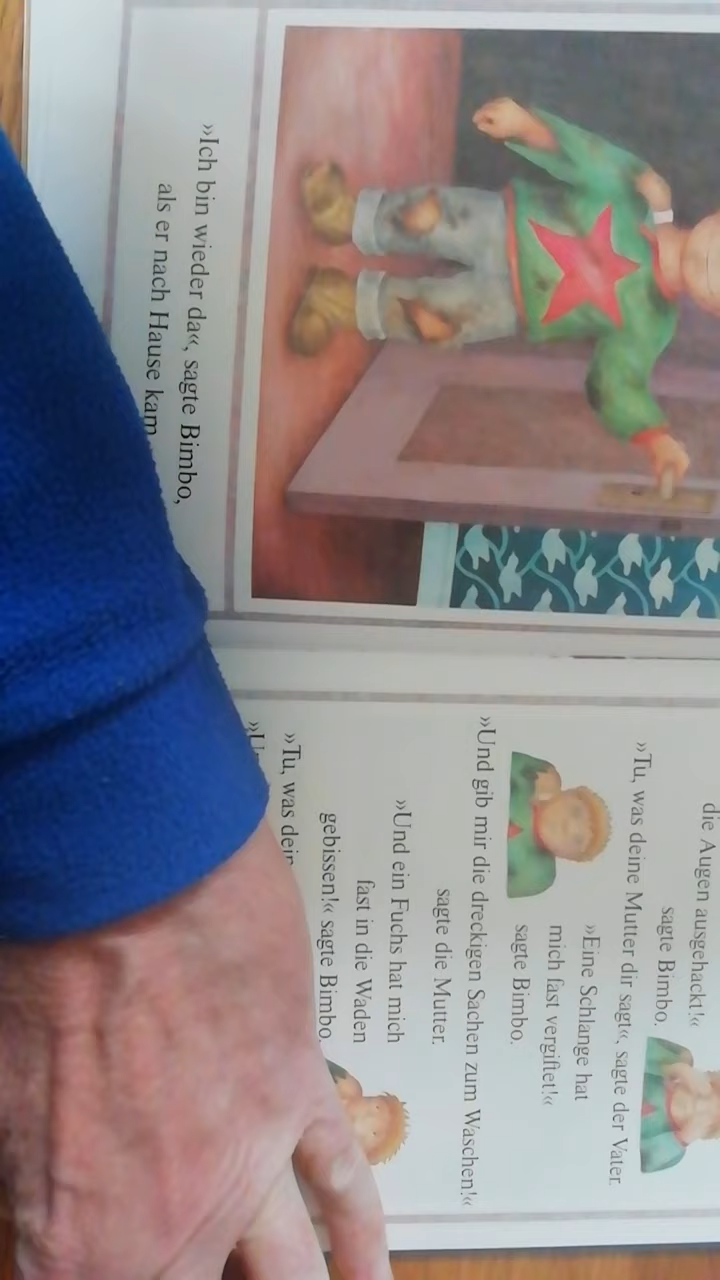 »Ich bin wieder da«, sagte Bimbo,
als er nach Hause kam
die Augen ausgehackt!«
sagte Bimbo.
»Tu, was deine Mutter dir sagt«, sagte der Vater.
»Eine Schlange hat
mich fast vergiftet!«
sagte Bimbo.
»Und gib mir die dreckigen Sachen zum Waschen!«
sagte die Mutter.
»Und ein Fuchs hat mich
fast in die Waden
gebissen!« sagte Bimbo.
»Tu, was dein